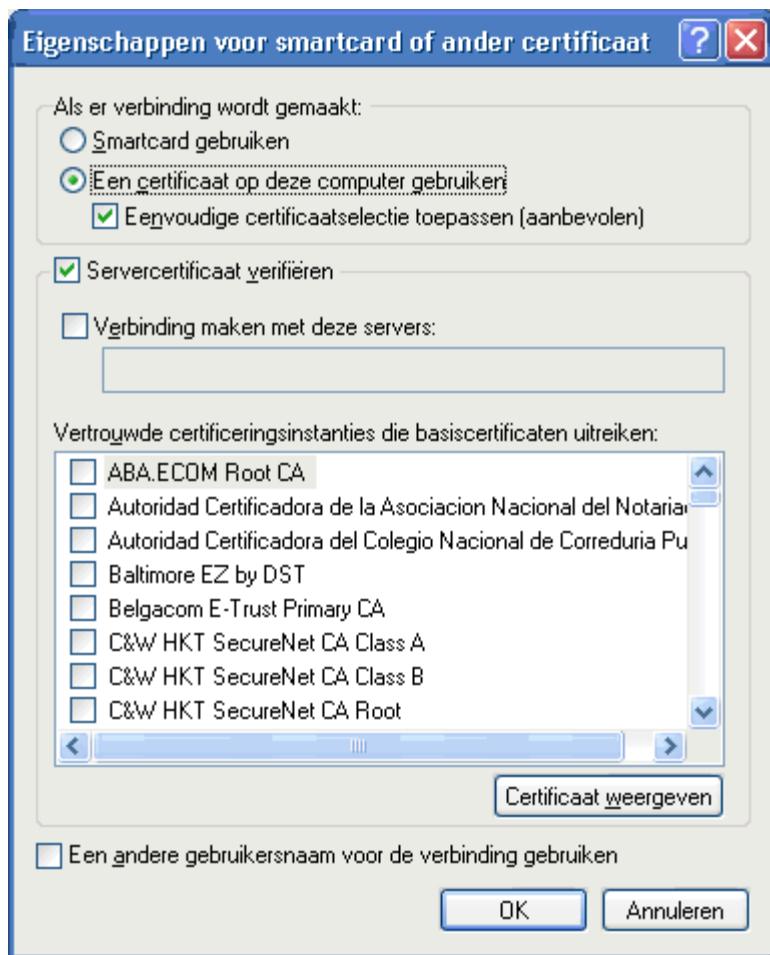 Eigenschappen voor smartcard of ander certificaat
Als er verbinding wordt gemaakt:
Smartcard gebruiken
Een certificaat op deze computer gebruiken
Eenvoudige certificaatselectie toepassen (aanbevolen)
Servercertificaat verifiëren
Verbinding maken met deze servers:
Vertrouwde certificeringsinstanties die basiscertificaten uitreiken:
ABA.ECOM Root CA
Autoridad Certificadora de la Asociacion Nacional del Notaria
Autoridad Certificadora del Colegio Nacional de Correduria Pu
Baltimore EZ by DST
Belgacom E-Trust Primary CA
C&W HKT SecureNet CA Class A
C&W HKT SecureNet CA Class B
C&W HKT SecureNet CA Root
Certificaat weergeven
Een andere gebruikersnaam voor de verbinding gebruiken
OK Annuleren